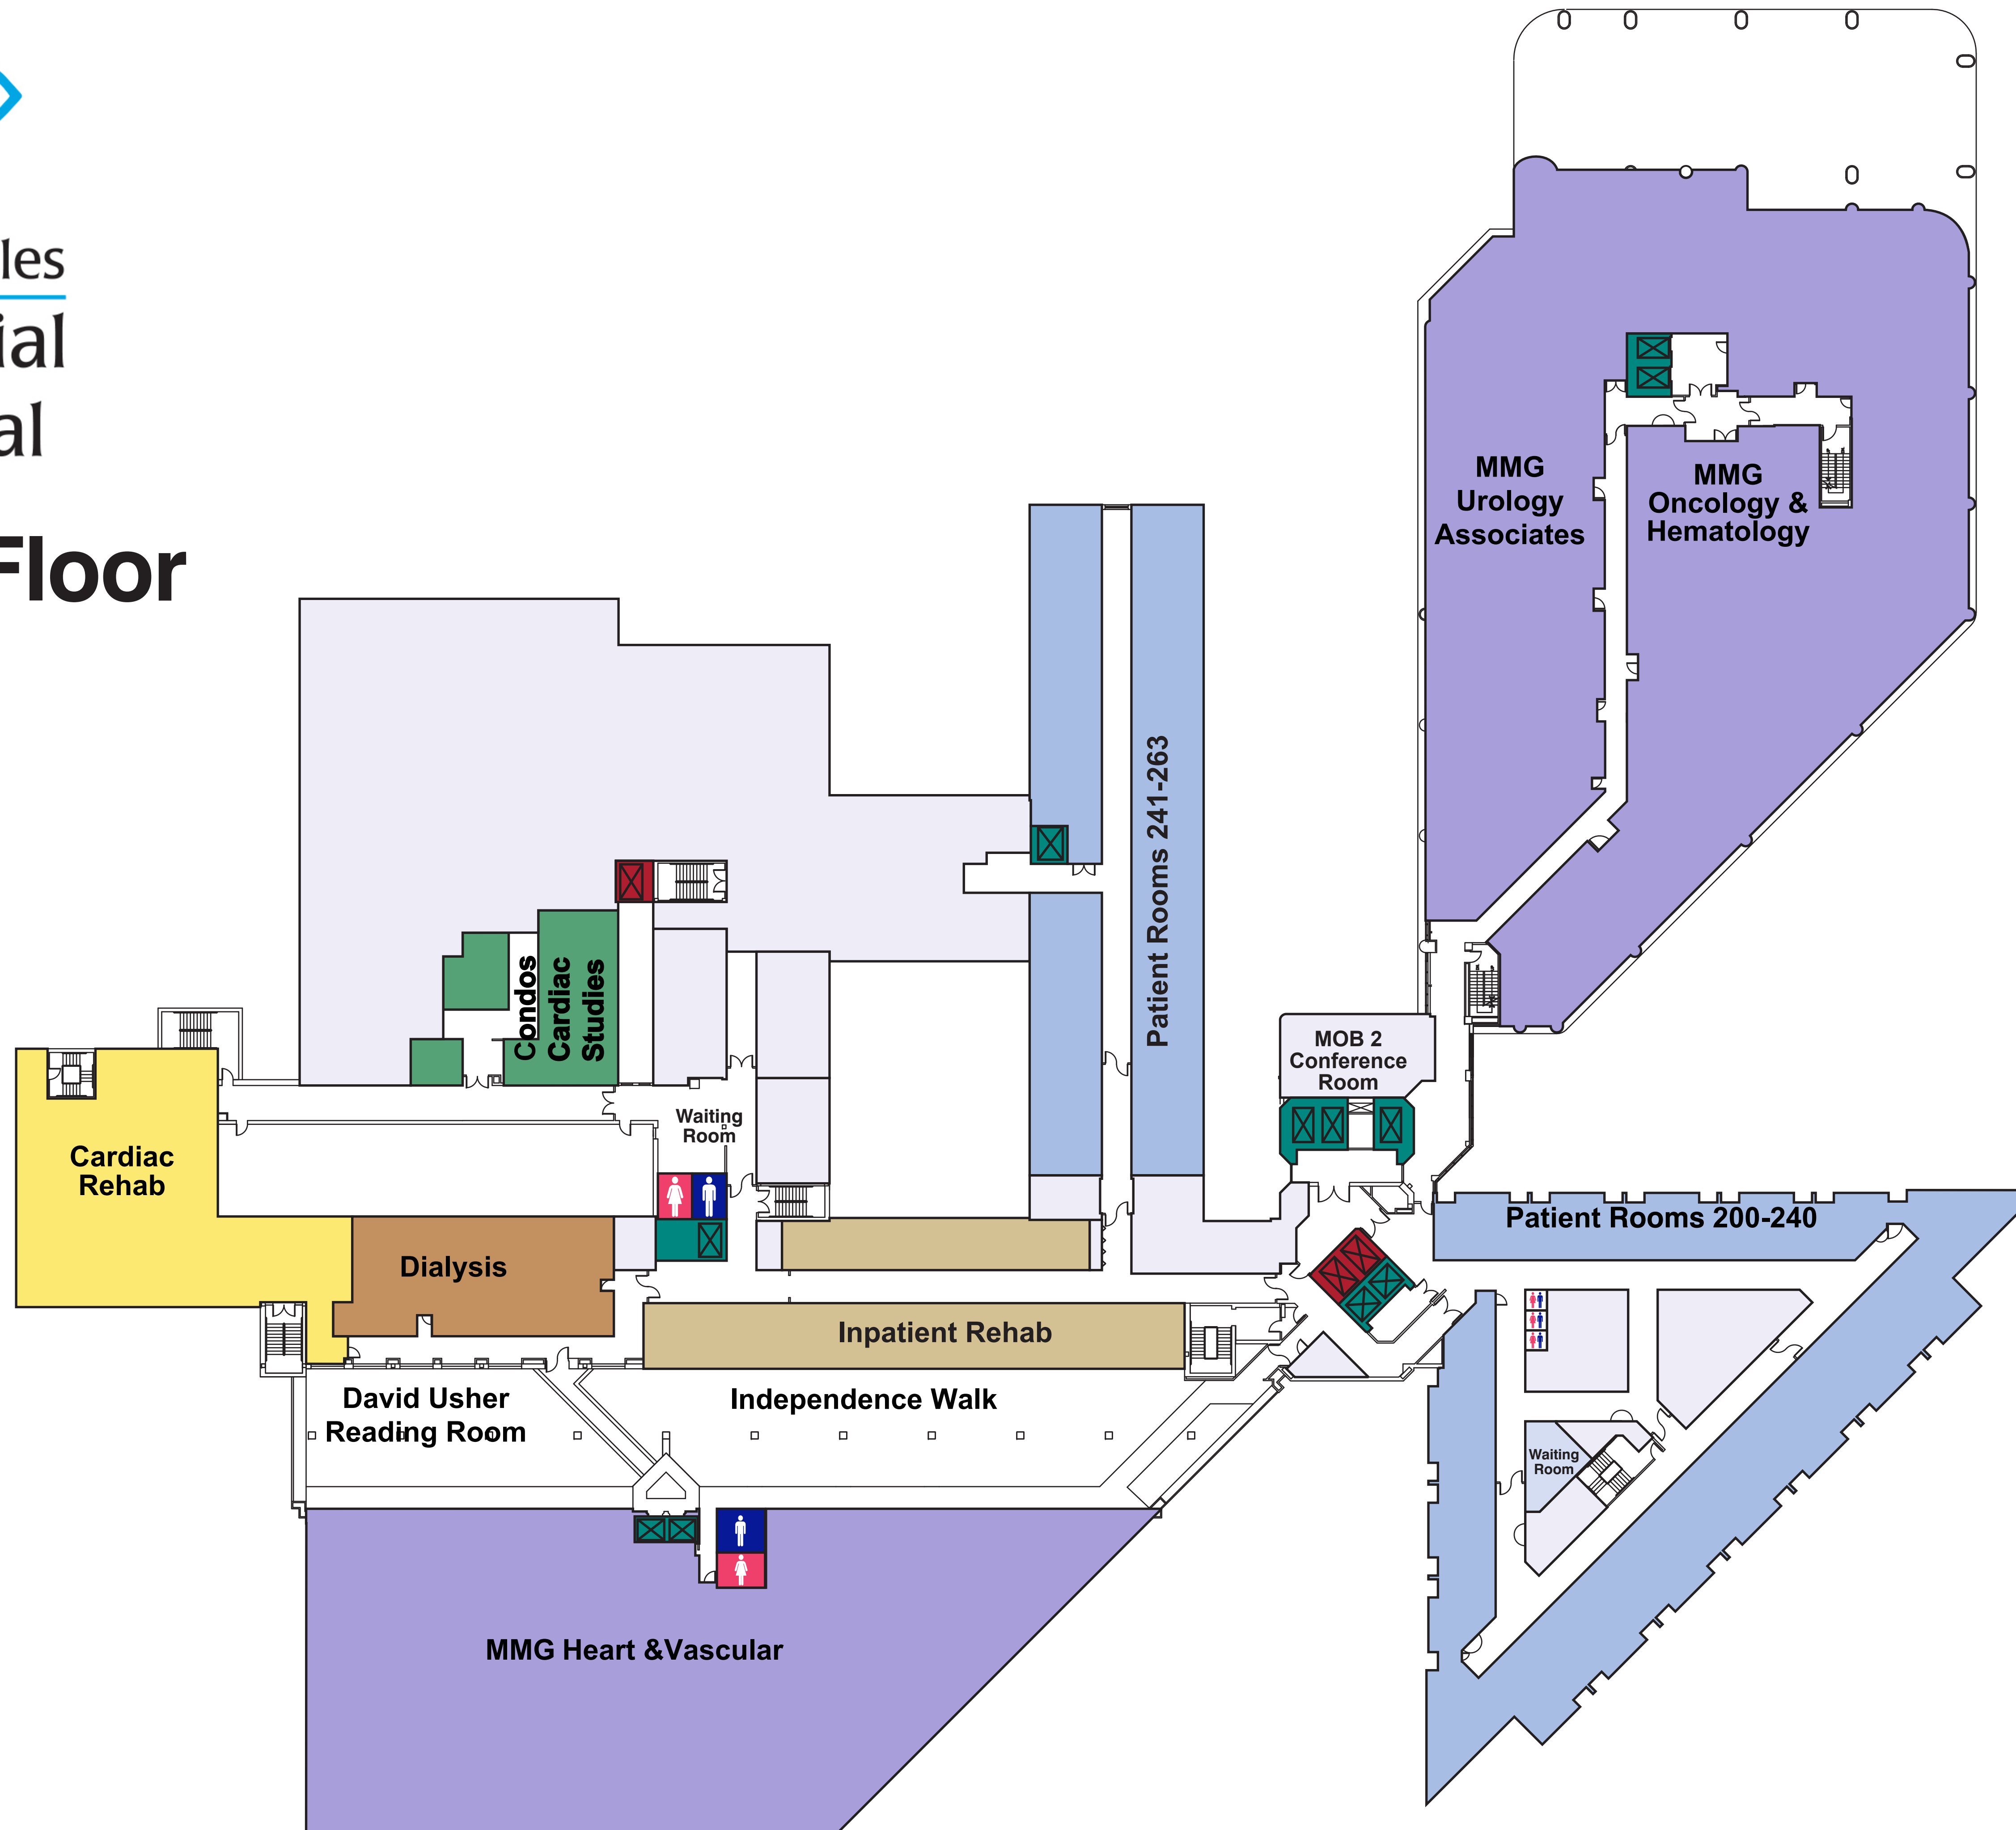 les
ial
al
Floor
MMG
Urology
Associates
MMG
Oncology &
Hematology
Patient Rooms 241-263
Condos
Cardiac
Studies
MOB 2
Conference
Room
Waiting
Room
Cardiac
Rehab
Patient Rooms 200-240
Dialysis
Inpatient Rehab
David Usher
Reading Room
Independence Walk
Waiting
Room
MMG Heart &Vascular